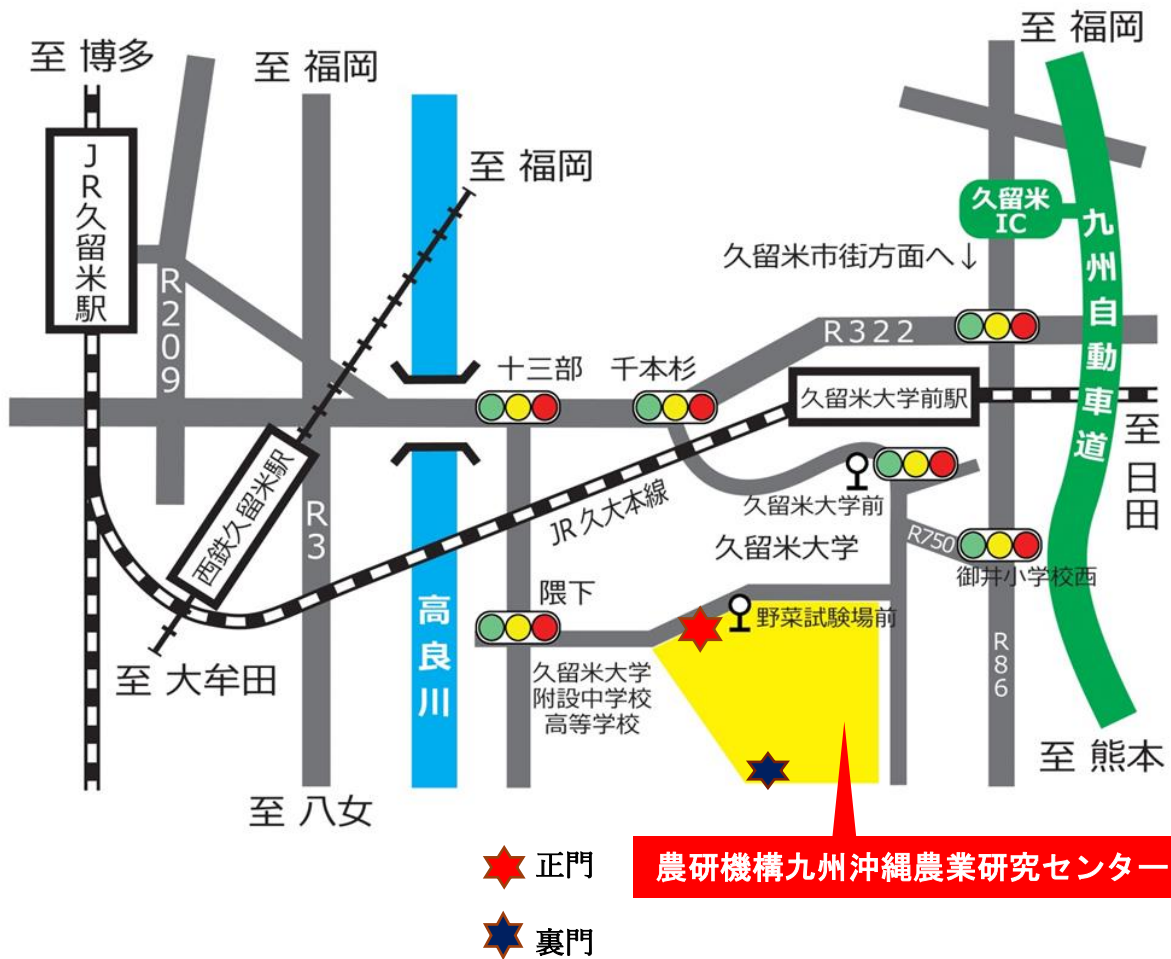 至 福岡
至 博多
至 福岡
JR久留米駅
至 福岡
久留米
IC
九州自動車道
久留米市街方面へ↓
R209
R322
十三部
千本杉
久留米大学前駅
至 日田
西鉄久留米駅
R3
JR 久大本線
久留米大学前
久留米大学
R750
御井小学校西
隈下
高良川
野菜試験場前
至 大牟田
久留米大学
附設中学校
高等学校
R86
至 熊本
至 八女
正門
農研機構九州沖縄農業研究センター
裏門